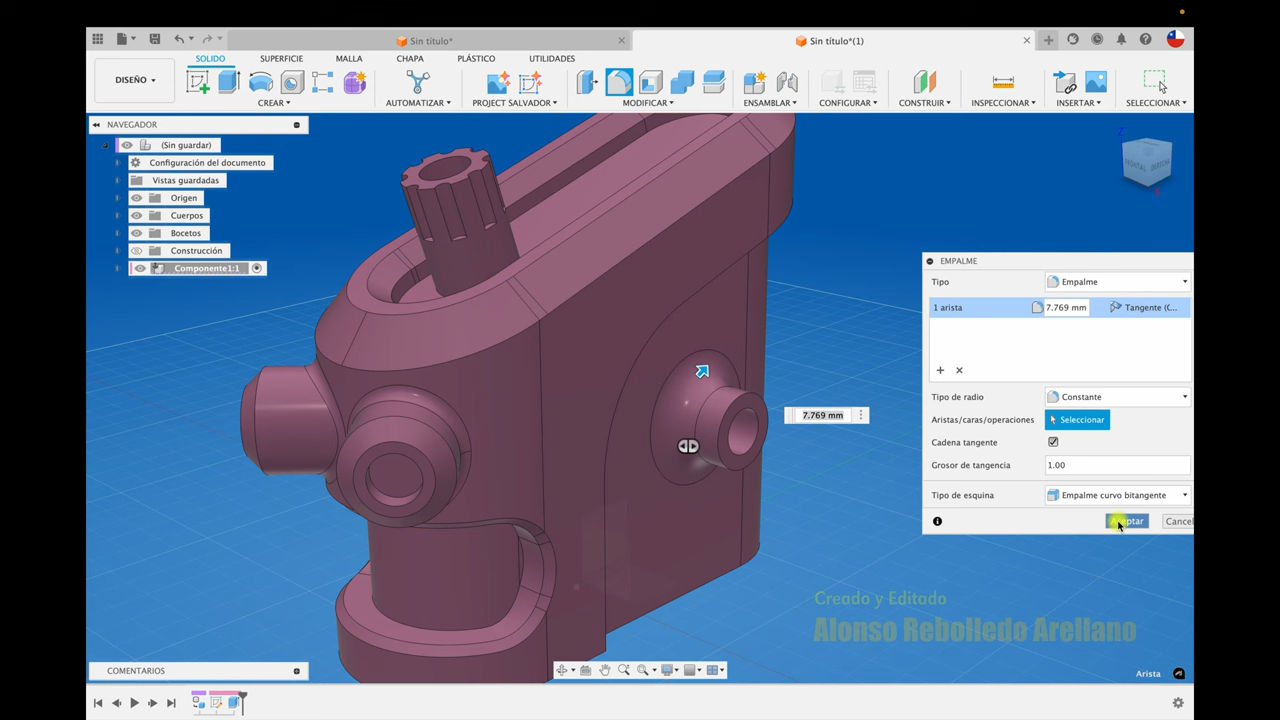 Sin título*
Sin título*(1)
DISEÑO
SOLIDO
SUPERFICIE
MALLA
CHAPA
PLÁSTICO
UTILIDADES
CREAR
AUTOMATIZAR
PROJECT SALVADOR
MODIFICAR
ENSAMBLAR
CONFIGURAR
CONSTRUIR
INSPECCIONAR
INSERTAR
SELECCIONAR
NAVEGADOR
(Sin guardar)
Configuración del documento
Vistas guardadas
Origen
Cuerpos
Bocetos
Construcción
Componente1:1
Z
FRONTAL
DERECHA
EMPALME
Tipo
Empalme
1 arista
7.769 mm
Tangente (C...
Tipo de radio
Constante
Aristas/caras/operaciones
Seleccionar
Cadena tangente
Grosor de tangencia
1.00
Tipo de esquina
Empalme curvo bitangente
Aceptar
Cancel
7.769 mm
Creado y Editado
Alonso Rebolledo Arellano
COMENTARIOS
Arista